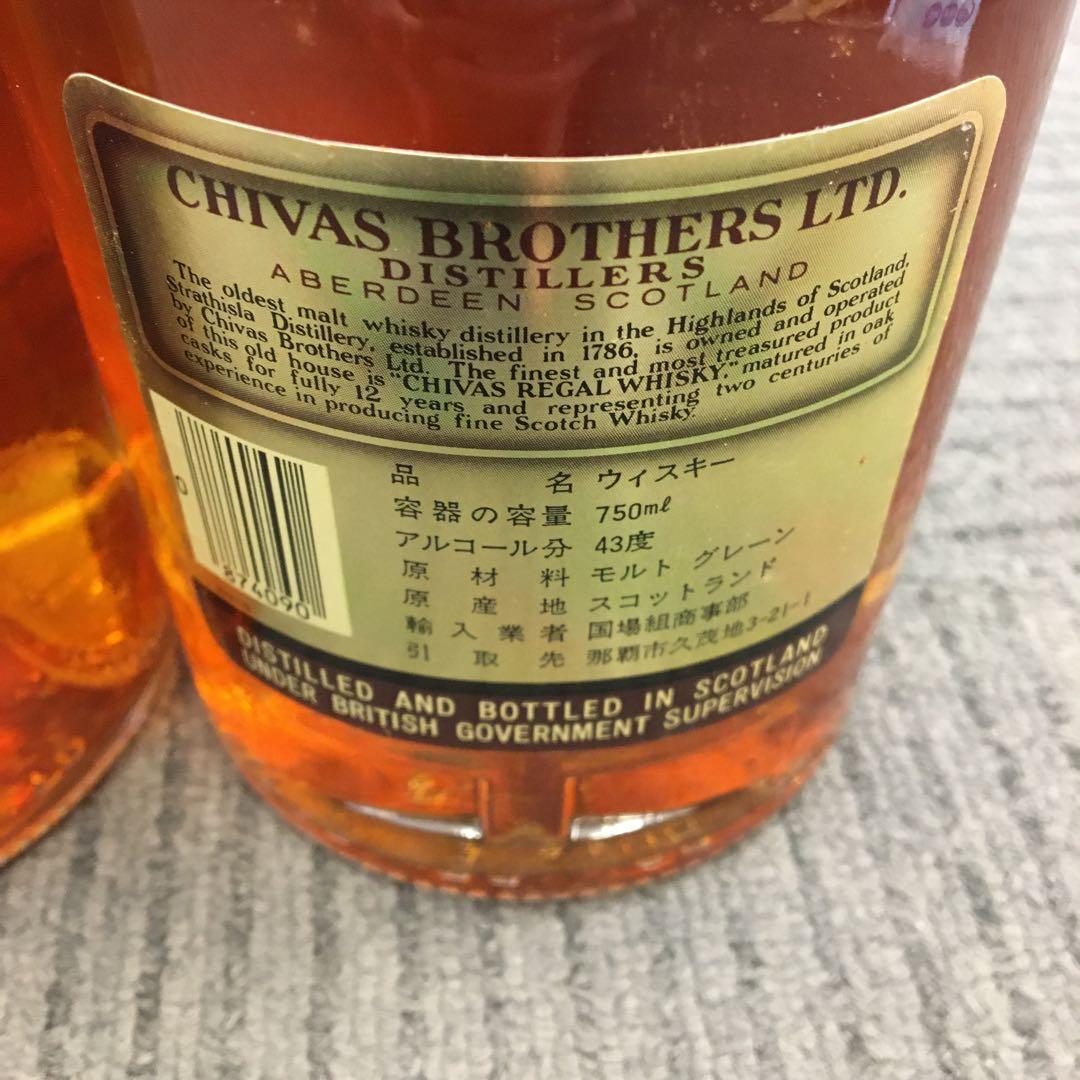 CHIVAS BROTHERS LTD.
DISTILLERS
ABERDEEN SCOTLAND
The oldest malt whisky distillery in the Highlands of Scotland,
Strathisla Distillery, established in 1786, is owned and operated
by Chivas Brothers Ltd. The finest and most treasured product
of this old house is "CHIVAS REGAL WHISKY," matured in oak
casks for fully 12 years and representing two centuries of
experience in producing fine Scotch Whisky.
品名 ウィスキー
容器の容量 750mℓ
アルコール分 43度
原材料 モルト グレーン
原産地 スコットランド
輸入業者 国場組商事部
引取先 那覇市久茂地3-21-1
0 874090
DISTILLED AND BOTTLED IN SCOTLAND
UNDER BRITISH GOVERNMENT SUPERVISION